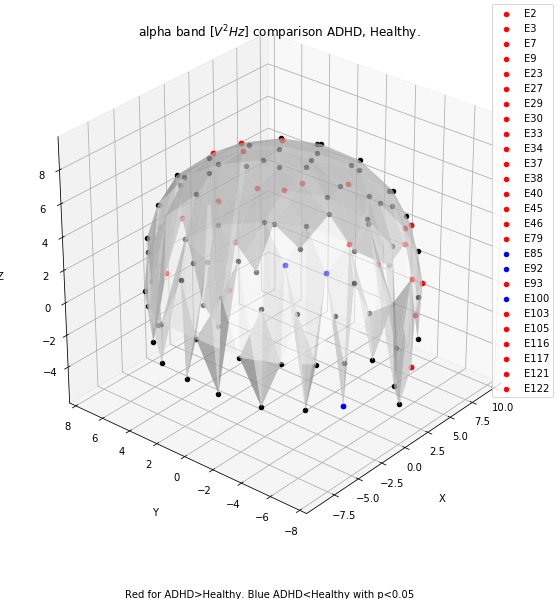 alpha band [V²Hz] comparison ADHD, Healthy.
E2
E3
E7
E9
E23
E27
E29
E30
E33
E34
E37
E38
E40
E45
E46
E79
E85
E92
E93
E100
E103
E105
E116
E117
E121
E122
8
6
4
2
0
−2
−4
Z
8
6
4
2
0
−2
−4
−6
−8
Y
10.0
7.5
5.0
2.5
0.0
−2.5
−5.0
−7.5
X
Red for ADHD>Healthy. Blue ADHD<Healthy with p<0.05